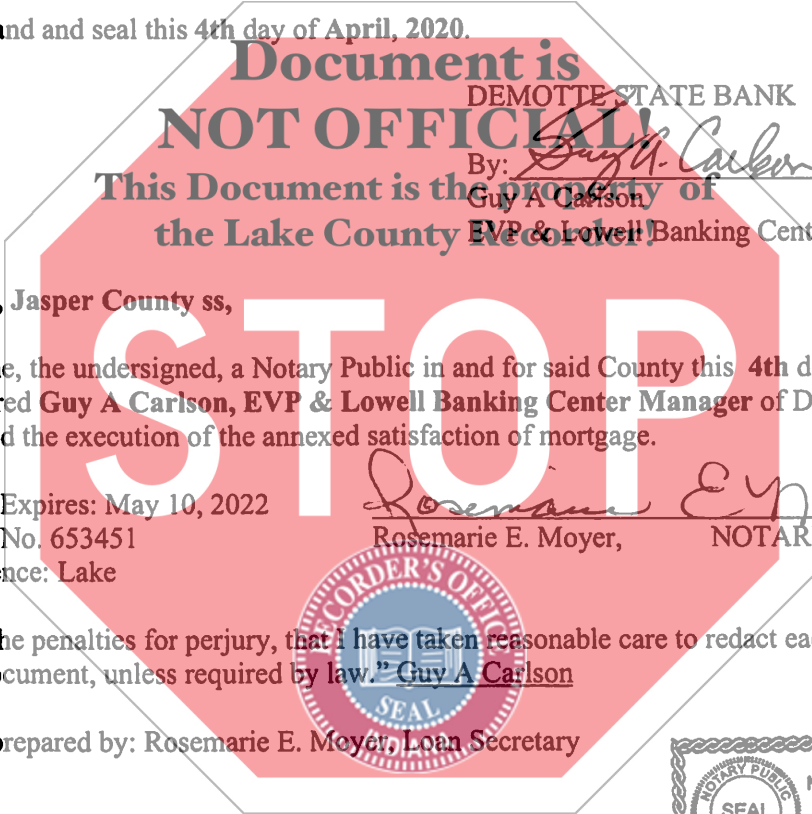 and and seal this 4th day of April, 2020.
Document is
NOT OFFICIAL!
This Document is the property of
the Lake County Recorder!
DEMOTTE STATE BANK
By: Guy A. Carlson
Guy A Carlson
EVP & Lowell Banking Cent
STOP
, Jasper County ss,
e, the undersigned, a Notary Public in and for said County this 4th d
red Guy A Carlson, EVP & Lowell Banking Center Manager of D
d the execution of the annexed satisfaction of mortgage.
Expires: May 10, 2022
No. 653451
Rosemarie E. Moyer, NOTAR
nce: Lake
RECORDER'S OFFICE
SEAL
he penalties for perjury, that I have taken reasonable care to redact ea
ocument, unless required by law." Guy A Carlson
prepared by: Rosemarie E. Moyer, Loan Secretary
NOTARY PUBLIC
SEAL